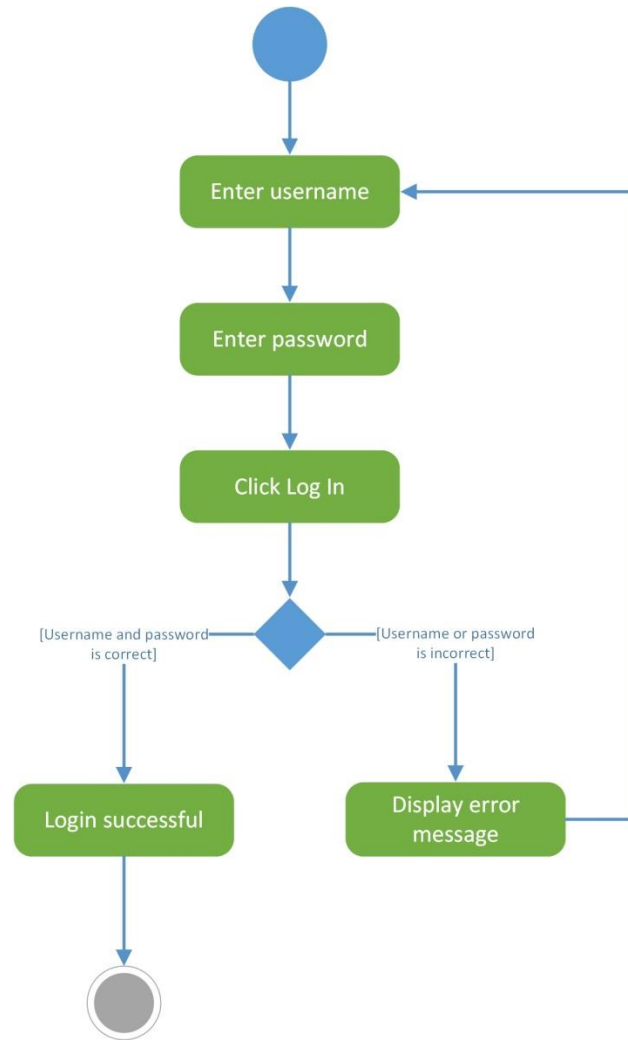 Enter username
Enter password
Click Log In
[Username and password
is correct]
[Username or password
is incorrect]
Login successful
Display error
message